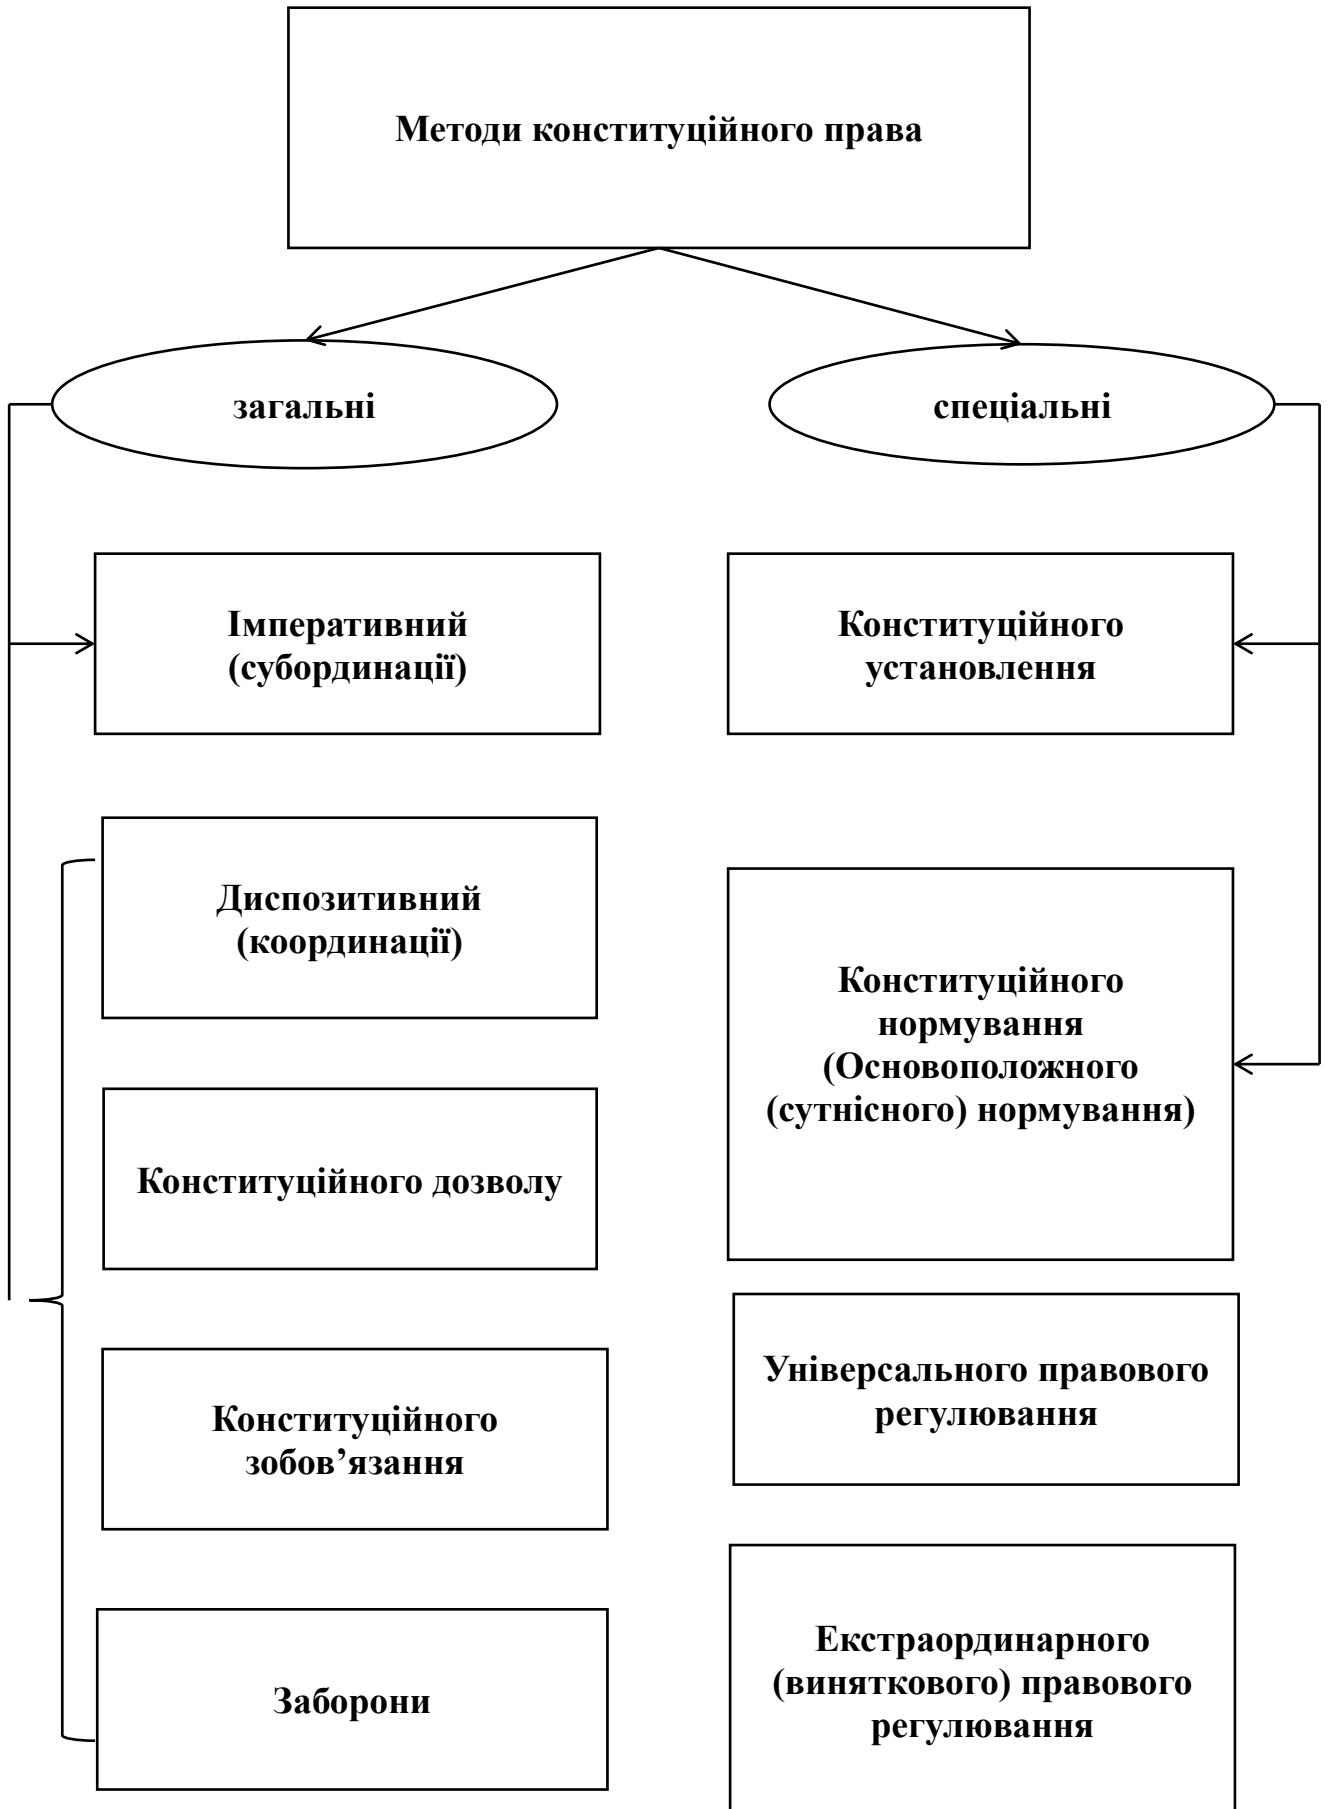 Методи конституційного права
загальні
спеціальні
Імперативний
(субординації)
Конституційного
установлення
Диспозитивний
(координації)
Конституційного
нормування
(Основоположного
(сутнісного) нормування)
Конституційного дозволу
Універсального правового
регулювання
Конституційного
зобов’язання
Екстраординарного
(виняткового) правового
регулювання
Заборони